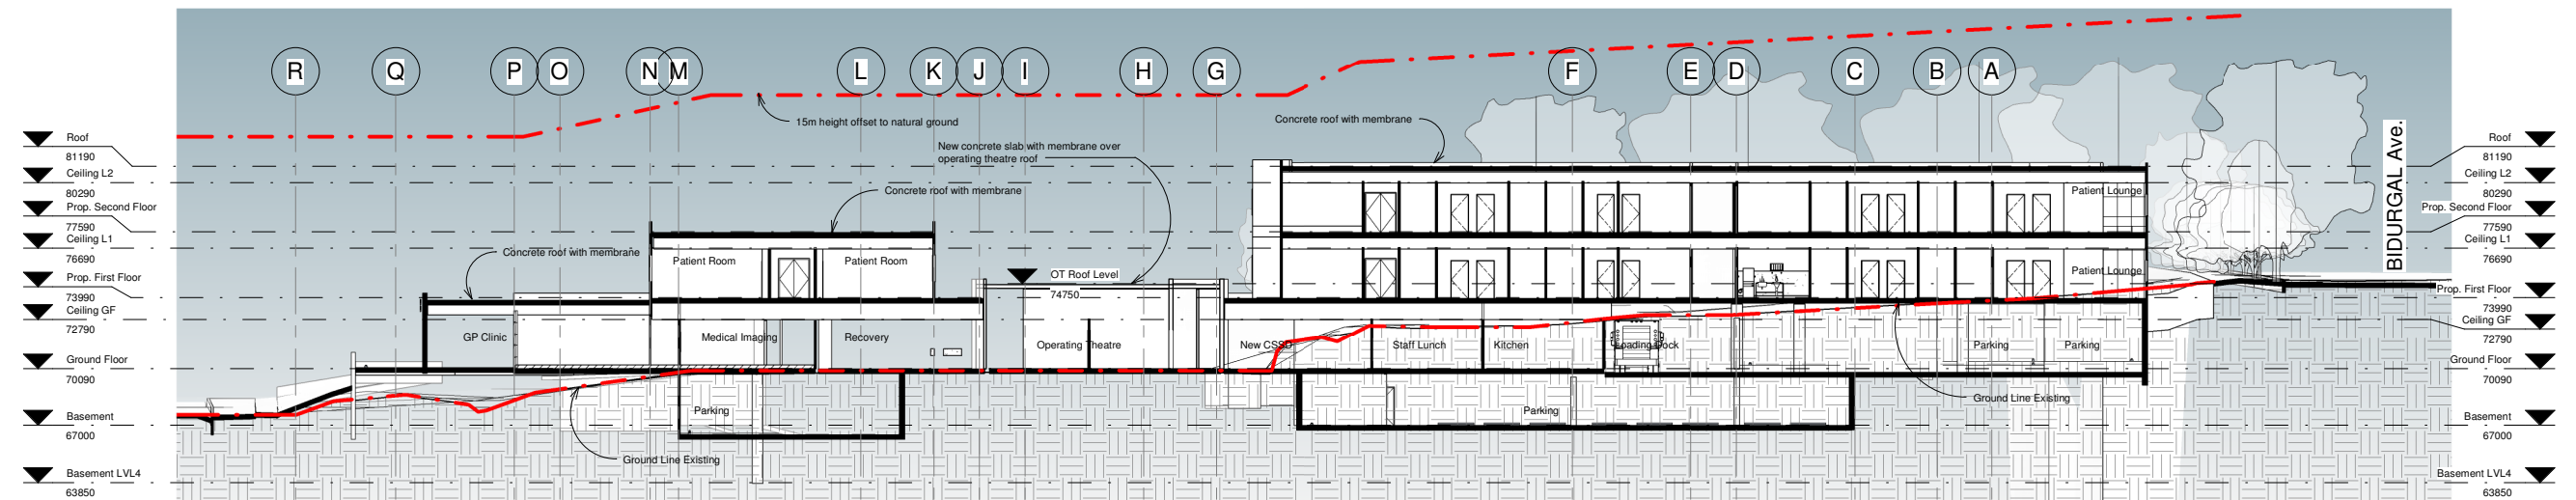 R
Q
P
O
N
M
L
K
J
I
H
G
F
E
D
C
B
A
15m height offset to natural ground
Concrete roof with membrane
New concrete slab with membrane over
operating theatre roof
Concrete roof with membrane
Concrete roof with membrane
Roof
81190
Ceiling L2
80290
Prop. Second Floor
77590
Ceiling L1
76690
Prop. First Floor
73990
Ceiling GF
72790
Ground Floor
70090
Basement
67000
Basement LVL4
63850
Patient Room
Patient Room
OT Roof Level
74750
GP Clinic
Medical Imaging
Recovery
Operating Theatre
New CSSD
Staff Lunch
Kitchen
Loading Dock
Parking
Parking
Patient Lounge
Patient Lounge
Parking
Parking
Ground Line Existing
Ground Line Existing
BIDURGAL Ave.
Roof
81190
Ceiling L2
80290
Prop. Second Floor
77590
Ceiling L1
76690
Prop. First Floor
73990
Ceiling GF
72790
Ground Floor
70090
Basement
67000
Basement LVL4
63850